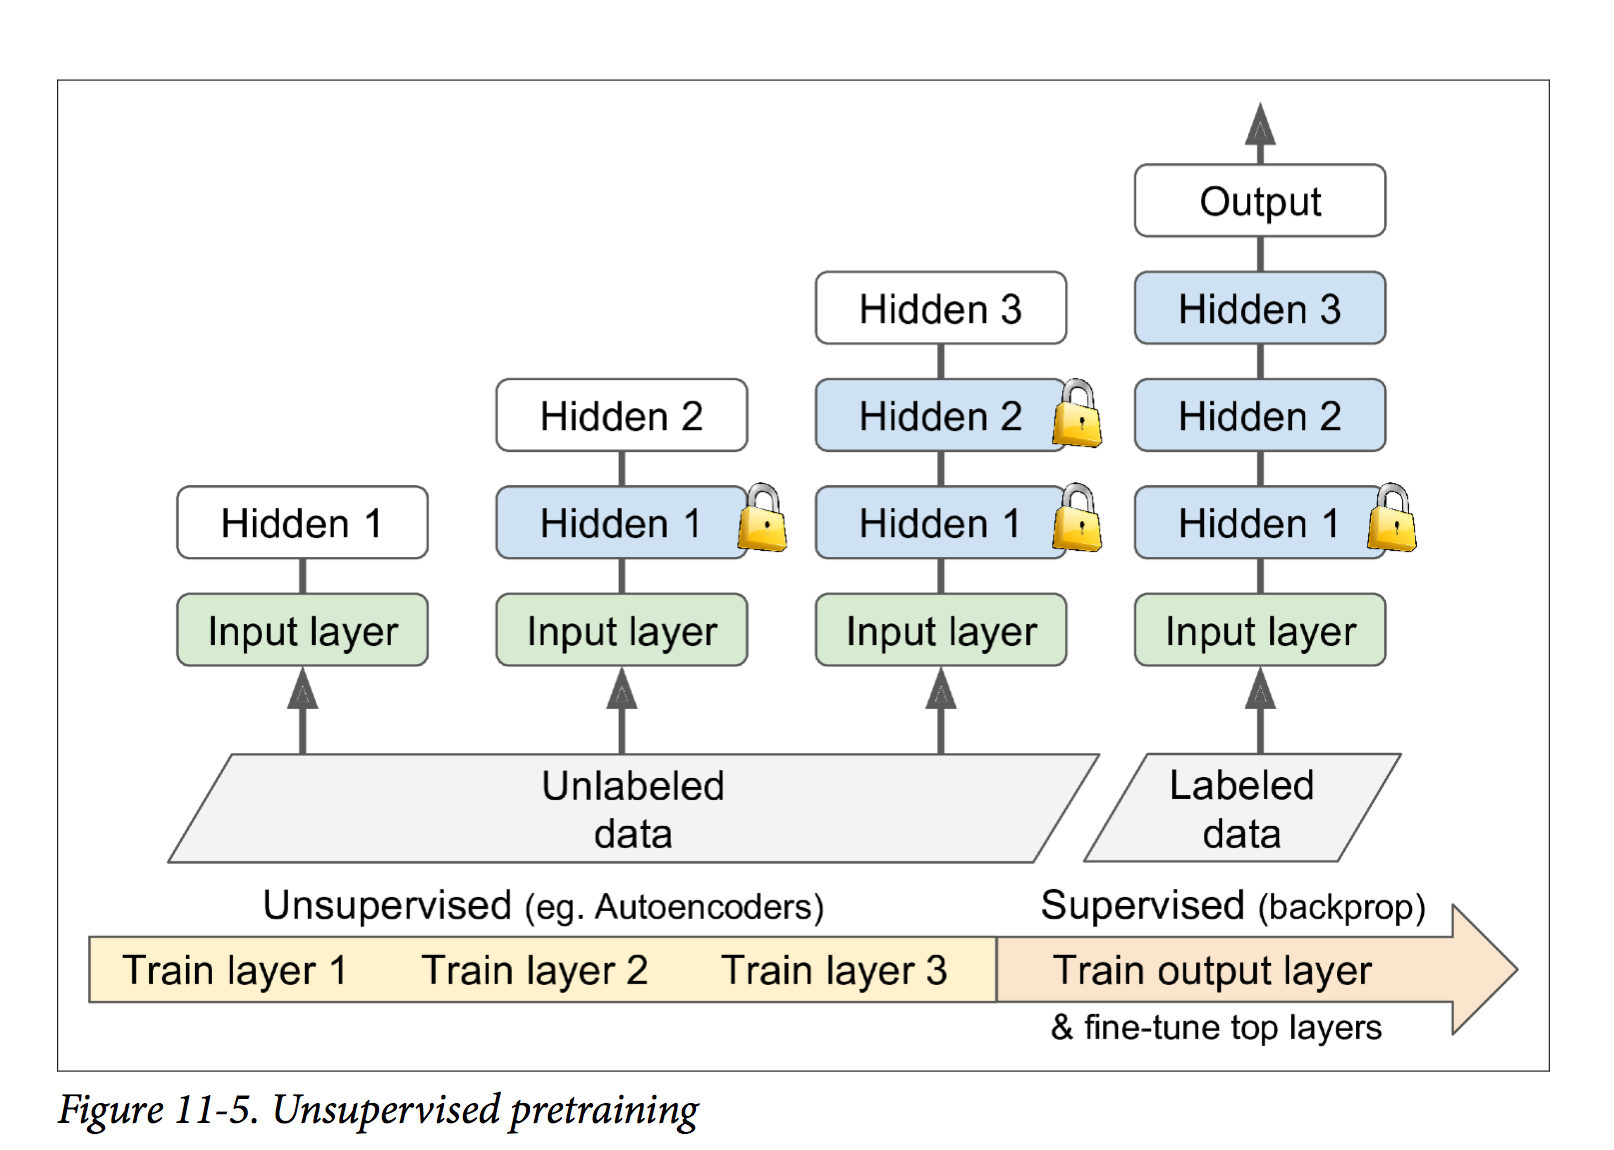 Output
Hidden 3
Hidden 3
Hidden 2
Hidden 2
Hidden 2
Hidden 1
Hidden 1
Hidden 1
Hidden 1
Input layer
Input layer
Input layer
Input layer
Unlabeled
data
Labeled
data
Unsupervised (eg. Autoencoders)
Supervised (backprop)
Train layer 1
Train layer 2
Train layer 3
Train output layer
& fine-tune top layers
Figure 11-5. Unsupervised pretraining